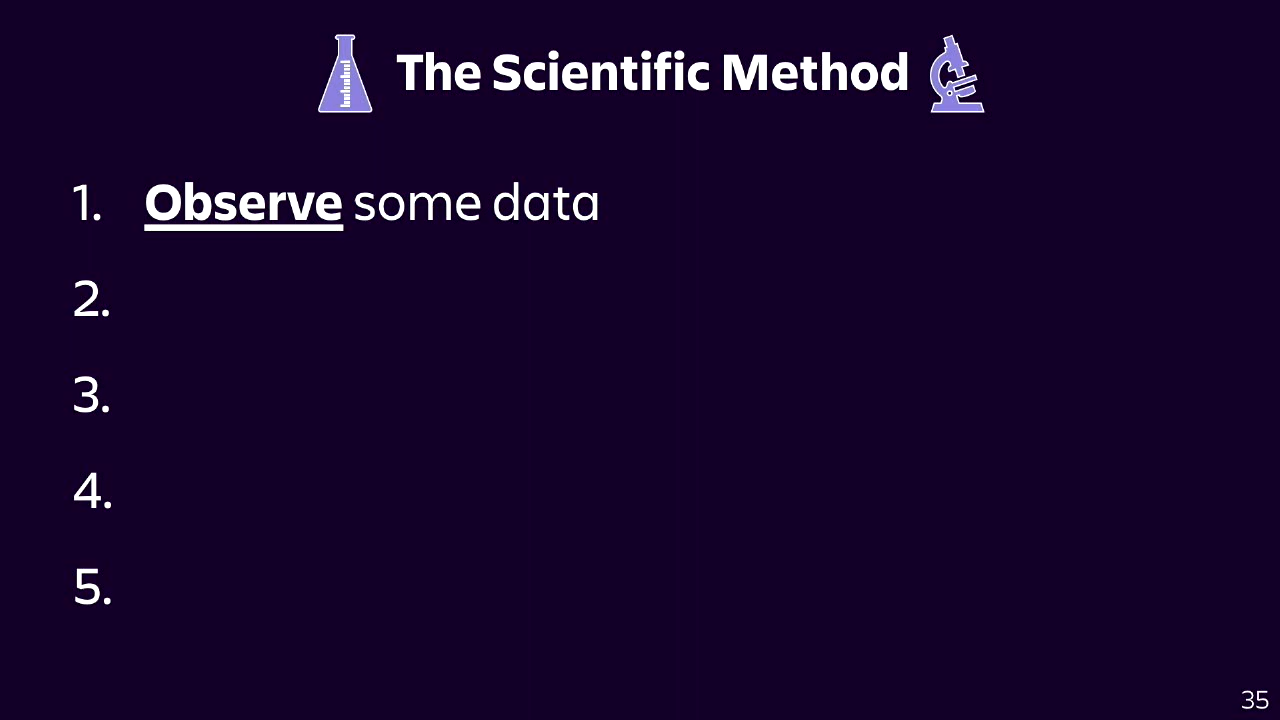 The Scientific Method
1. Observe some data
2.
3.
4.
5.
35